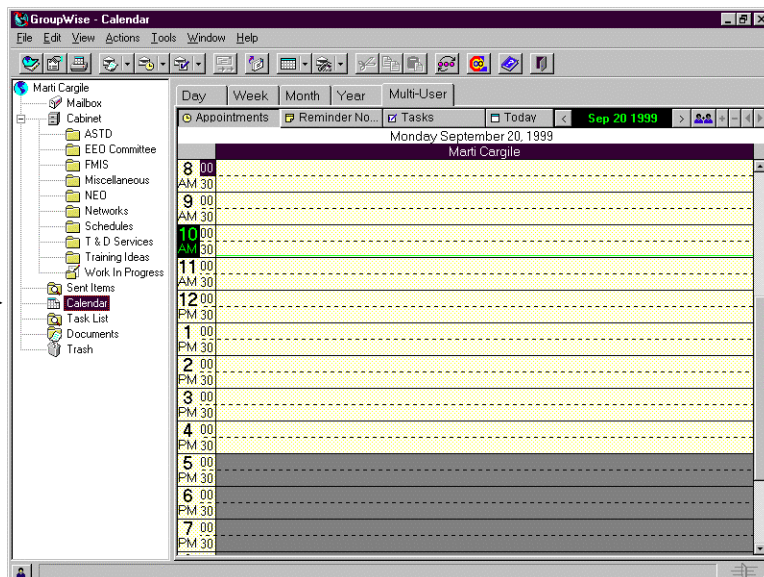 GroupWise - Calendar
File Edit View Actions Tools Window Help
Marti Cargile
Mailbox
Cabinet
ASTD
EEO Committee
FMIS
Miscellaneous
NEO
Networks
Schedules
T & D Services
Training Ideas
Work In Progress
Sent Items
Calendar
Task List
Documents
Trash
Day Week Month Year Multi-User
Appointments Reminder No... Tasks Today < Sep 20 1999 >
Monday September 20, 1999
Marti Cargile
8 00
AM 30
9 00
AM 30
10 00
AM 30
11 00
AM 30
12 00
PM 30
1 00
PM 30
2 00
PM 30
3 00
PM 30
4 00
PM 30
5 00
PM 30
6 00
PM 30
7 00
PM 30